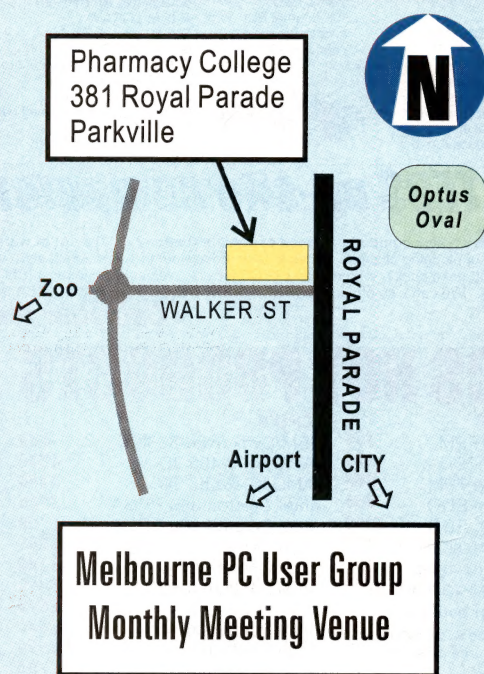 Pharmacy College
381 Royal Parade
Parkville
N
Optus
Oval
Zoo
WALKER ST
ROYAL PARADE
Airport
CITY
Melbourne PC User Group
Monthly Meeting Venue